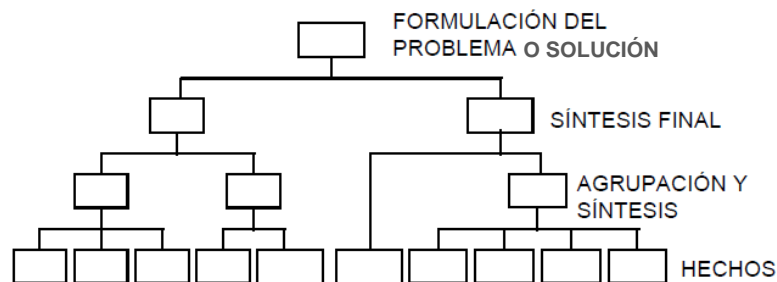 FORMULACIÓN DEL
PROBLEMA O SOLUCIÓN
SÍNTESIS FINAL
AGRUPACIÓN Y
SÍNTESIS
HECHOS